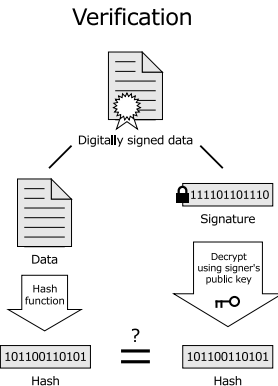 Verification
Digitally signed data
111101101110
Signature
Data
Hash
function
Decrypt
using signer's
public key
?
101100110101
=
101100110101
Hash
Hash